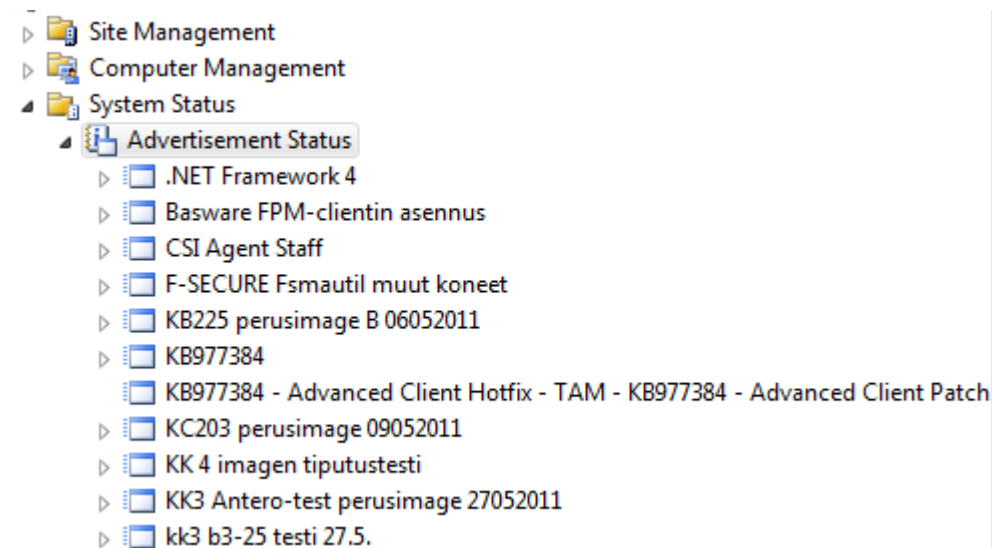 Site Management
Computer Management
System Status
Advertisement Status
.NET Framework 4
Basware FPM-clientin asennus
CSI Agent Staff
F-SECURE Fsmautil muut koneet
KB225 perusimage B 06052011
KB977384
KB977384 - Advanced Client Hotfix - TAM - KB977384 - Advanced Client Patch
KC203 perusimage 09052011
KK 4 imagen tiputustesti
KK3 Antero-test perusimage 27052011
kk3 b3-25 testi 27.5.